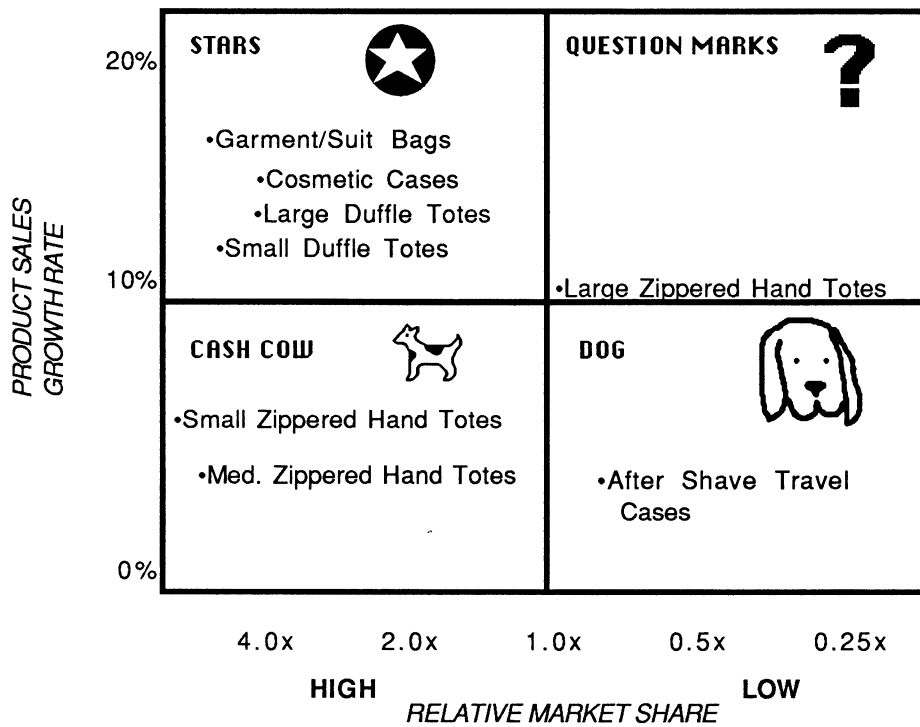 STARS
QUESTION MARKS
?
20%
•Garment/Suit Bags
•Cosmetic Cases
•Large Duffle Totes
•Small Duffle Totes
PRODUCT SALES
GROWTH RATE
10%
•Large Zippered Hand Totes
CASH COW
DOG
•Small Zippered Hand Totes
•Med. Zippered Hand Totes
•After Shave Travel
Cases
0%
4.0x 2.0x 1.0x 0.5x 0.25x
HIGH LOW
RELATIVE MARKET SHARE